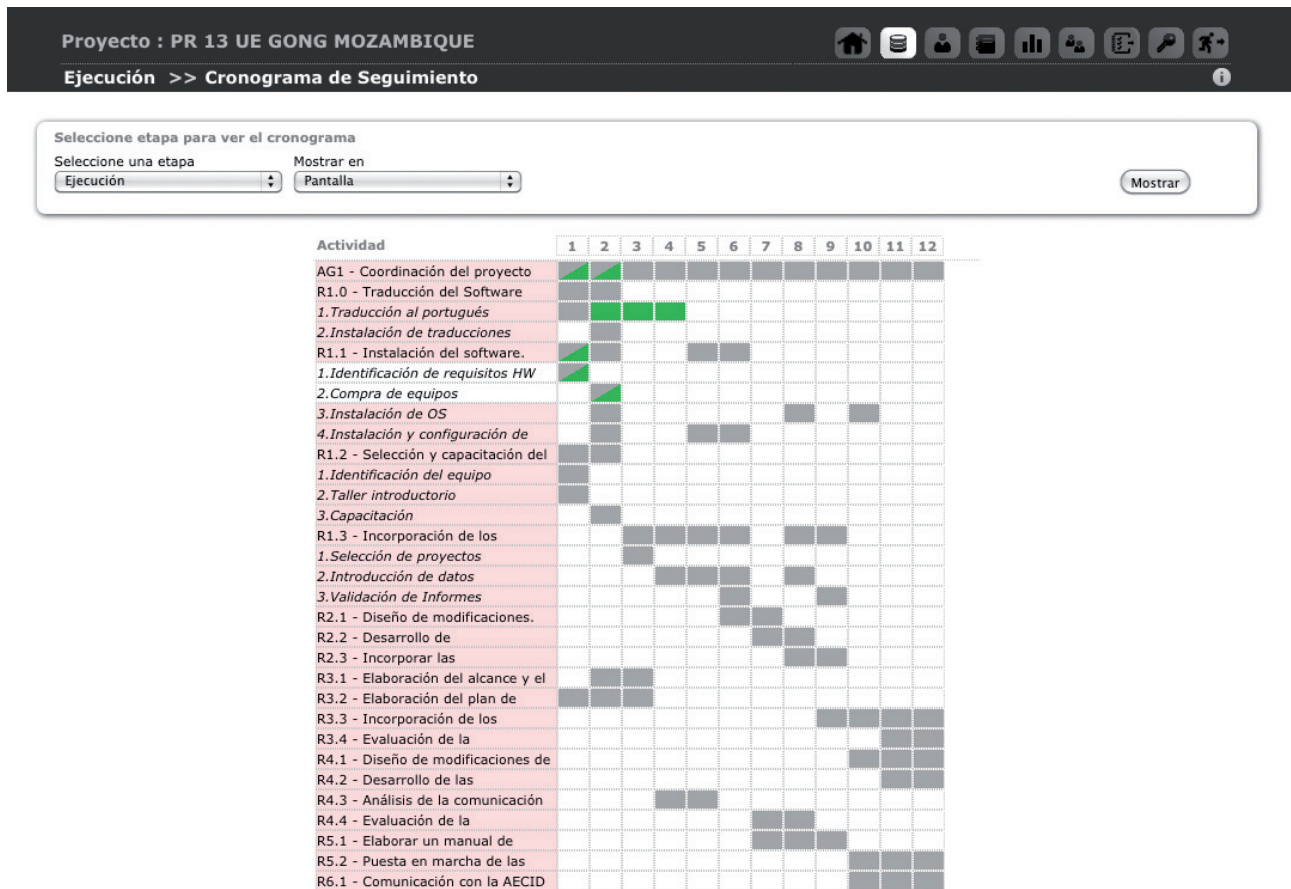 Proyecto : PR 13 UE GONG MOZAMBIQUE
Ejecución >> Cronograma de Seguimiento
Seleccione etapa para ver el cronograma
Seleccione una etapa Mostrar en
Ejecución Pantalla Mostrar
Actividad 1 2 3 4 5 6 7 8 9 10 11 12
AG1 - Coordinación del proyecto
R1.0 - Traducción del Software
1.Traducción al portugués
2.Instalación de traducciones
R1.1 - Instalación del software.
1.Identificación de requisitos HW
2.Compra de equipos
3.Instalación de OS
4.Instalación y configuración de
R1.2 - Selección y capacitación del
1.Identificación del equipo
2.Taller introductorio
3.Capacitación
R1.3 - Incorporación de los
1.Selección de proyectos
2.Introducción de datos
3.Validación de Informes
R2.1 - Diseño de modificaciones.
R2.2 - Desarrollo de
R2.3 - Incorporar las
R3.1 - Elaboración del alcance y el
R3.2 - Elaboración del plan de
R3.3 - Incorporación de los
R3.4 - Evaluación de la
R4.1 - Diseño de modificaciones de
R4.2 - Desarrollo de las
R4.3 - Análisis de la comunicación
R4.4 - Evaluación de la
R5.1 - Elaborar un manual de
R5.2 - Puesta en marcha de las
R6.1 - Comunicación con la AECID